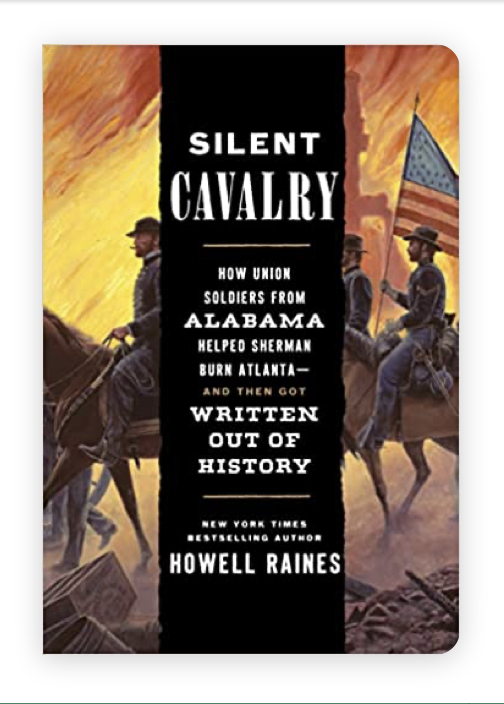 SILENT
CAVALRY
HOW UNION
SOLDIERS FROM
ALABAMA
HELPED SHERMAN
BURN ATLANTA—
AND THEN GOT
WRITTEN
OUT OF
HISTORY
NEW YORK TIMES
BESTSELLING AUTHOR
HOWELL RAINES